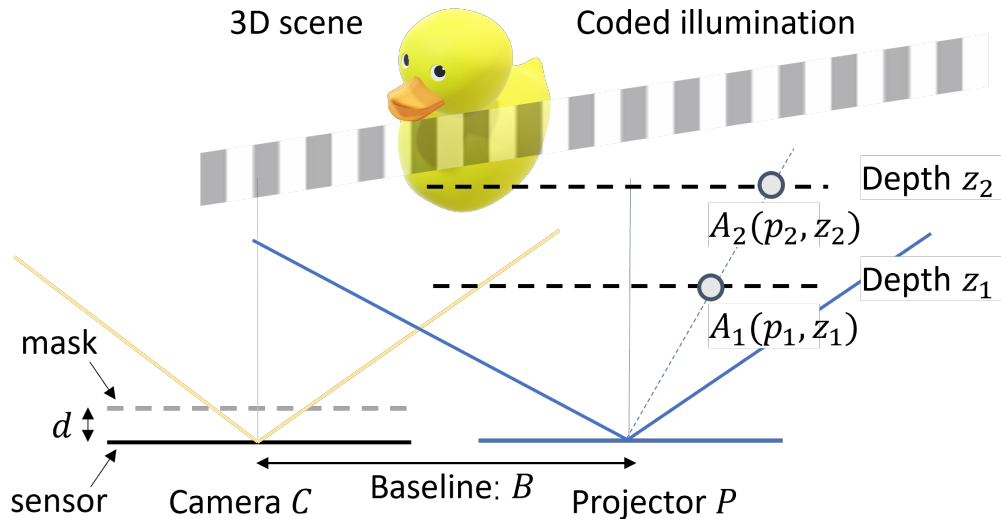 3D scene
Coded illumination
Depth z₂
A₂(p₂, z₂)
Depth z₁
A₁(p₁, z₁)
mask
d
sensor
Camera C
Baseline: B
Projector P